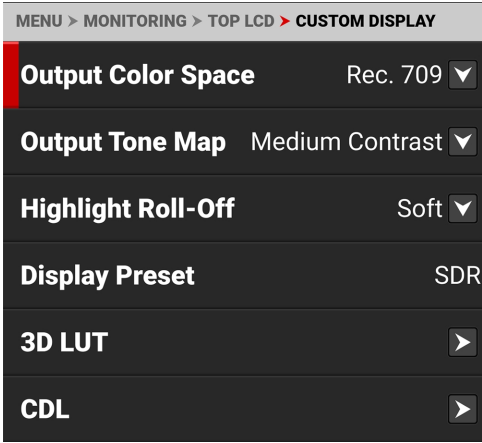 MENU > MONITORING > TOP LCD > CUSTOM DISPLAY
Output Color Space Rec. 709
Output Tone Map Medium Contrast
Highlight Roll-Off Soft
Display Preset SDR
3D LUT
CDL